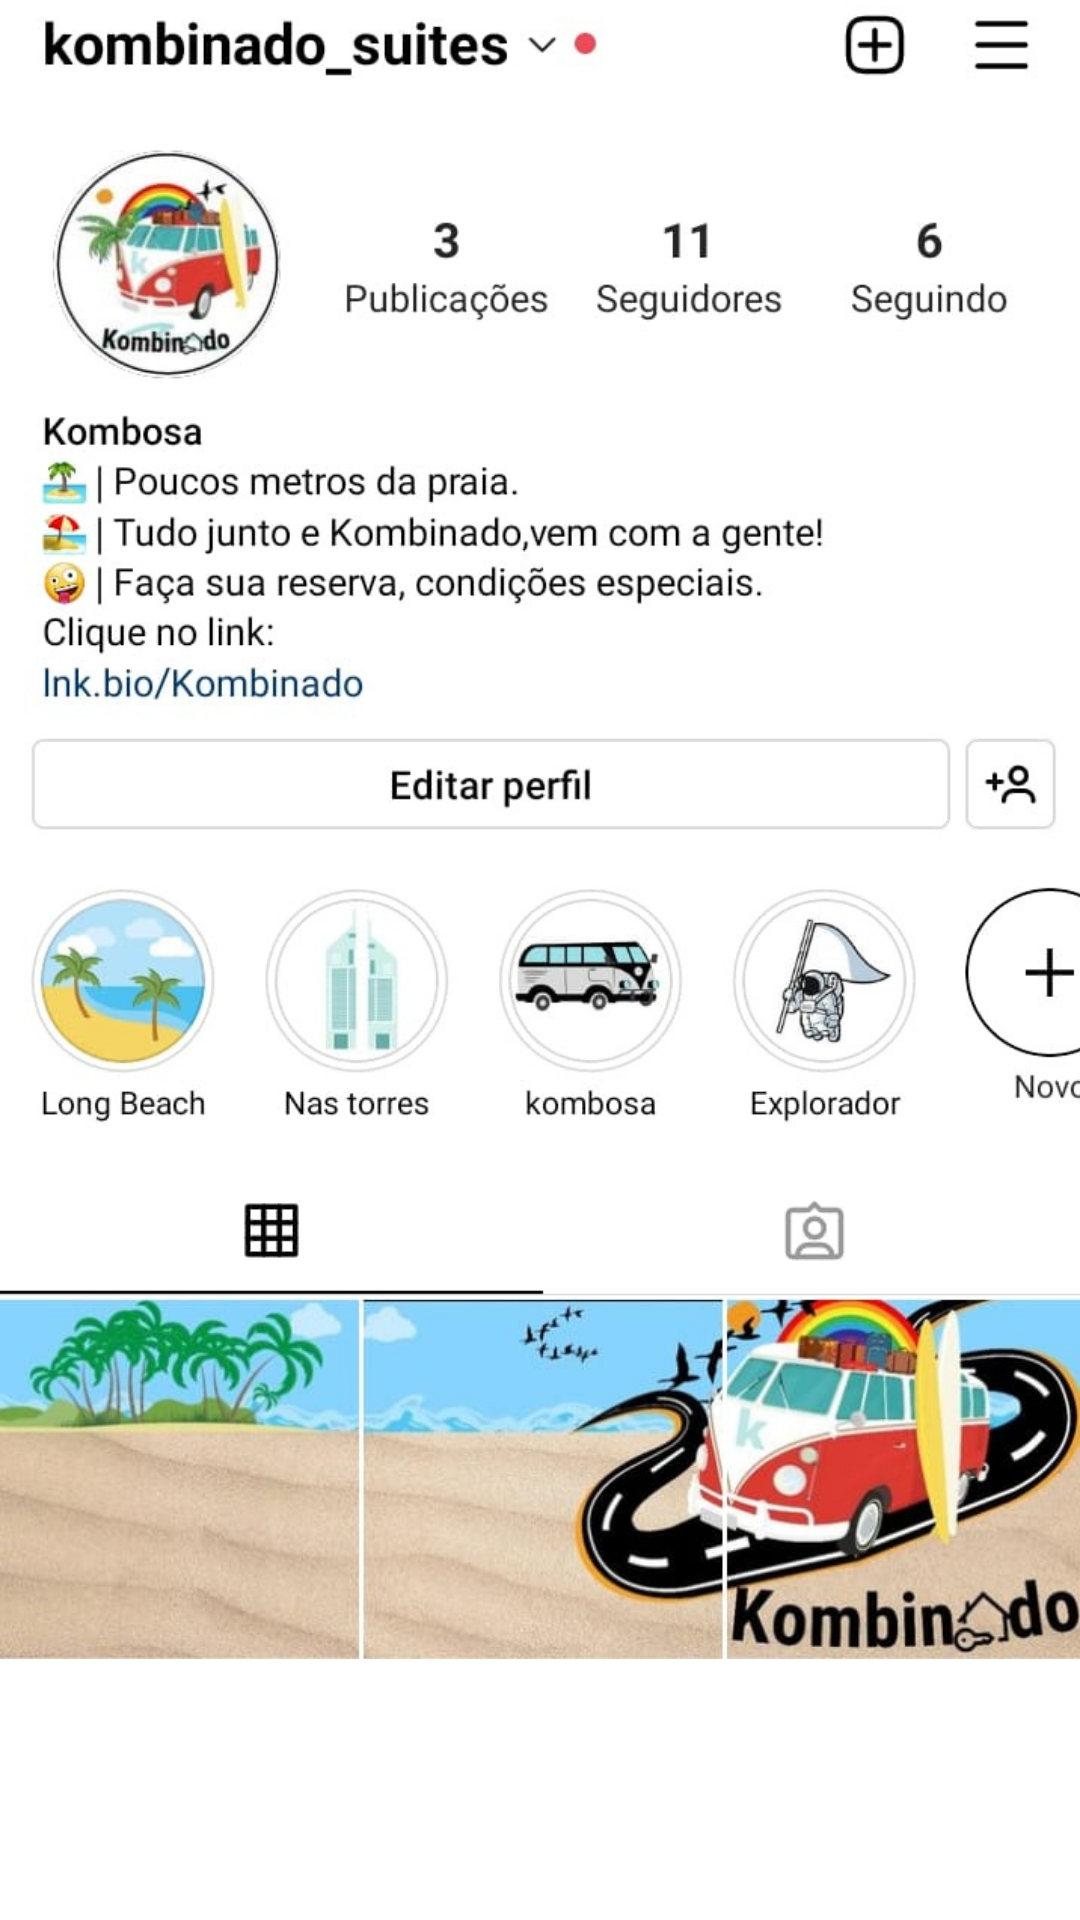 kombinado_suites
3
11
6
Publicações
Seguidores
Seguindo
k
Kombinado
Kombosa
| Poucos metros da praia.
| Tudo junto e Kombinado,vem com a gente!
| Faça sua reserva, condições especiais.
Clique no link:
lnk.bio/Kombinado
Editar perfil
Long Beach
Nas torres
kombosa
Explorador
Novo
k
Kombinado